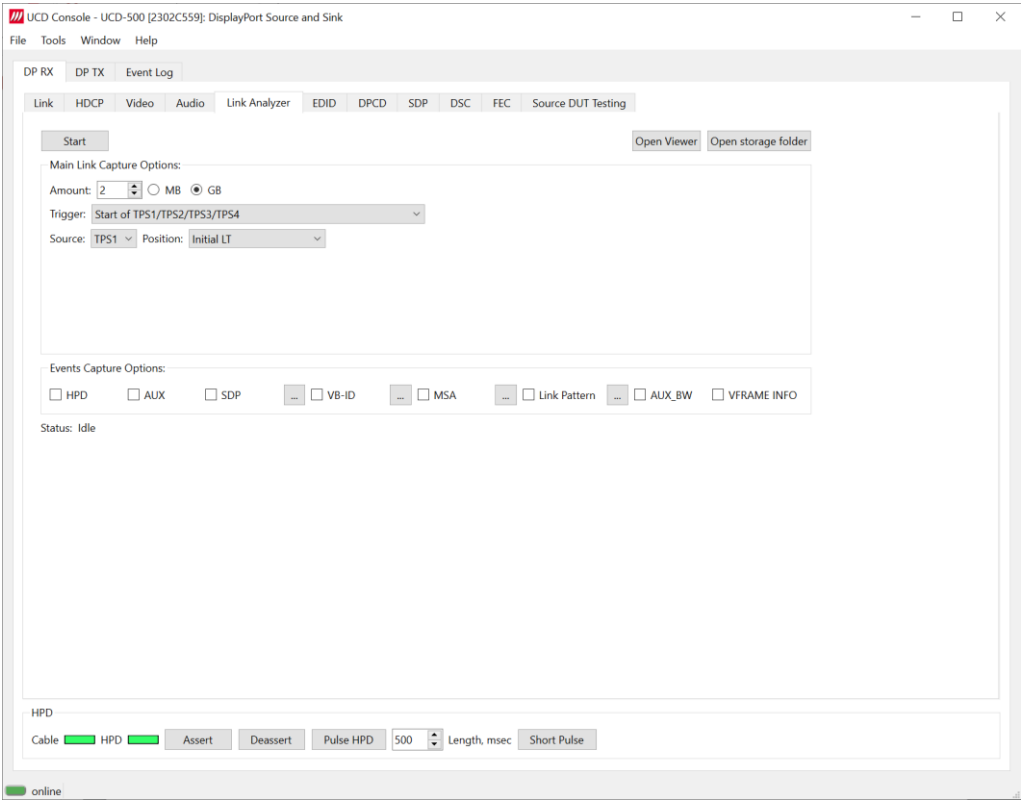 UCD Console - UCD-500 [2302C559]: DisplayPort Source and Sink
File Tools Window Help
DP RX DP TX Event Log
Link HDCP Video Audio Link Analyzer EDID DPCD SDP DSC FEC Source DUT Testing
Start Open Viewer Open storage folder
Main Link Capture Options:
Amount: 2 MB GB
Trigger: Start of TPS1/TPS2/TPS3/TPS4
Source: TPS1 Position: Initial LT
Events Capture Options:
HPD AUX SDP ... VB-ID ... MSA ... Link Pattern ... AUX_BW VFRAME INFO
Status: Idle
HPD
Cable HPD Assert Deassert Pulse HPD 500 Length, msec Short Pulse
online